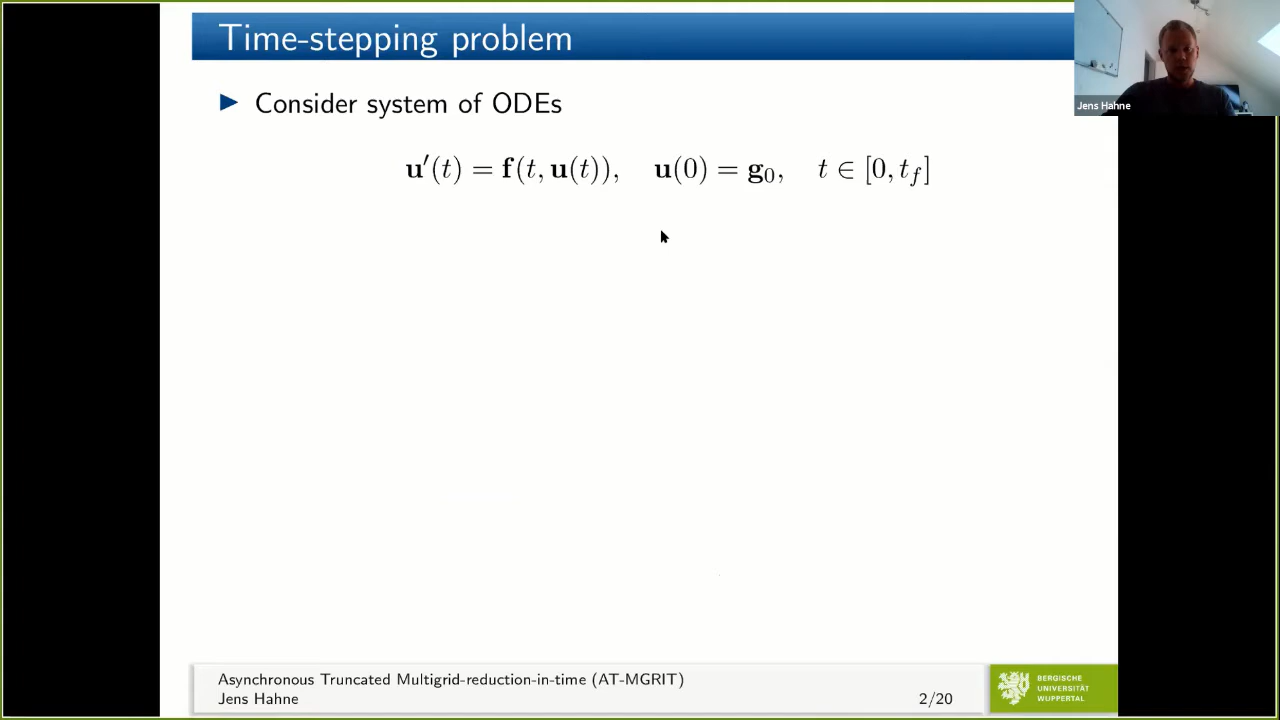 Time-stepping problem
Jens Hahne
▶ Consider system of ODEs
u′(t) = f(t, u(t)), u(0) = g₀, t ∈ [0, t_f]
Asynchronous Truncated Multigrid-reduction-in-time (AT-MGRIT)
Jens Hahne
2/20
BERGISCHE
UNIVERSITÄT
WUPPERTAL